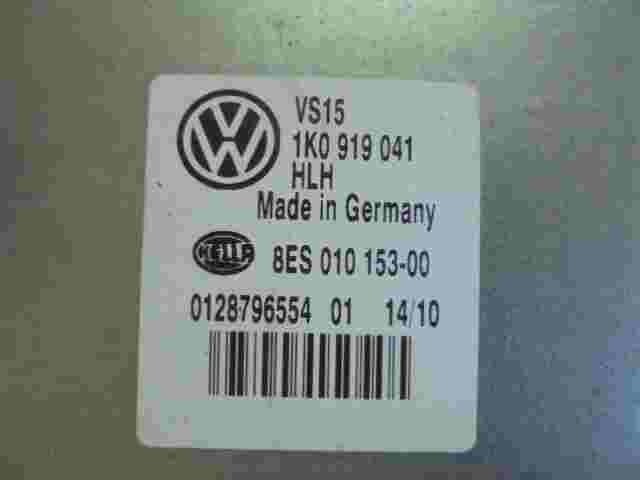 VS15
1K0 919 041
HLH
Made in Germany
HELLA
8ES 010 153-00
0128796554 01 14/10